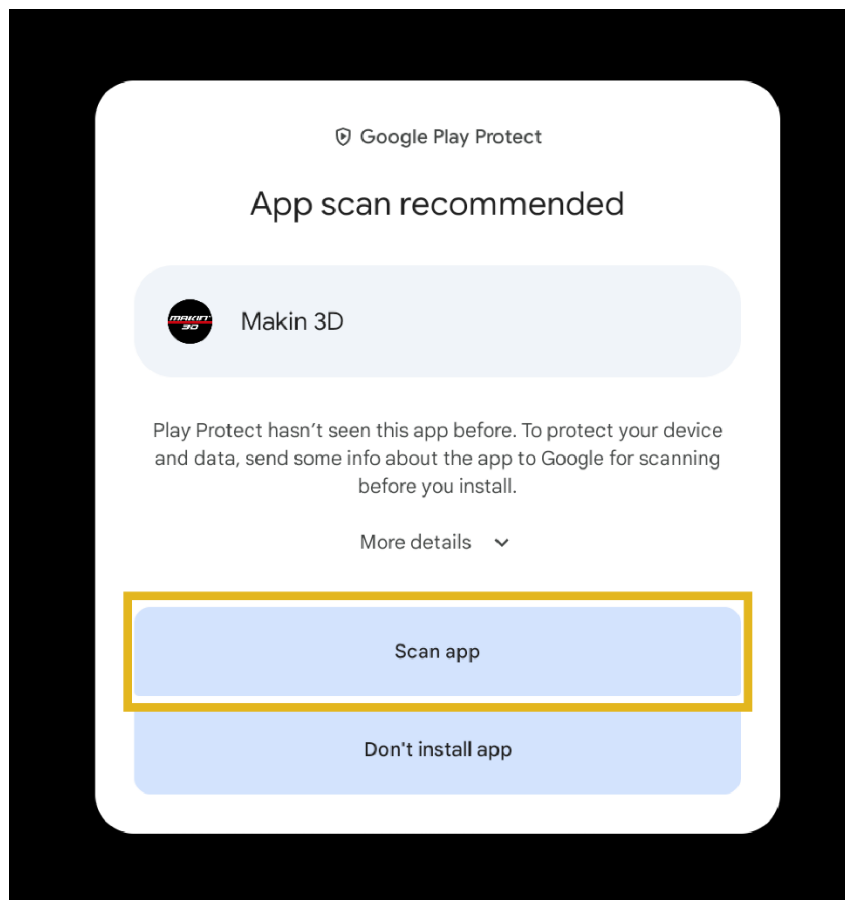 Google Play Protect
App scan recommended
MAKIN
3D
Makin 3D
Play Protect hasn't seen this app before. To protect your device
and data, send some info about the app to Google for scanning
before you install.
More details
Scan app
Don't install app